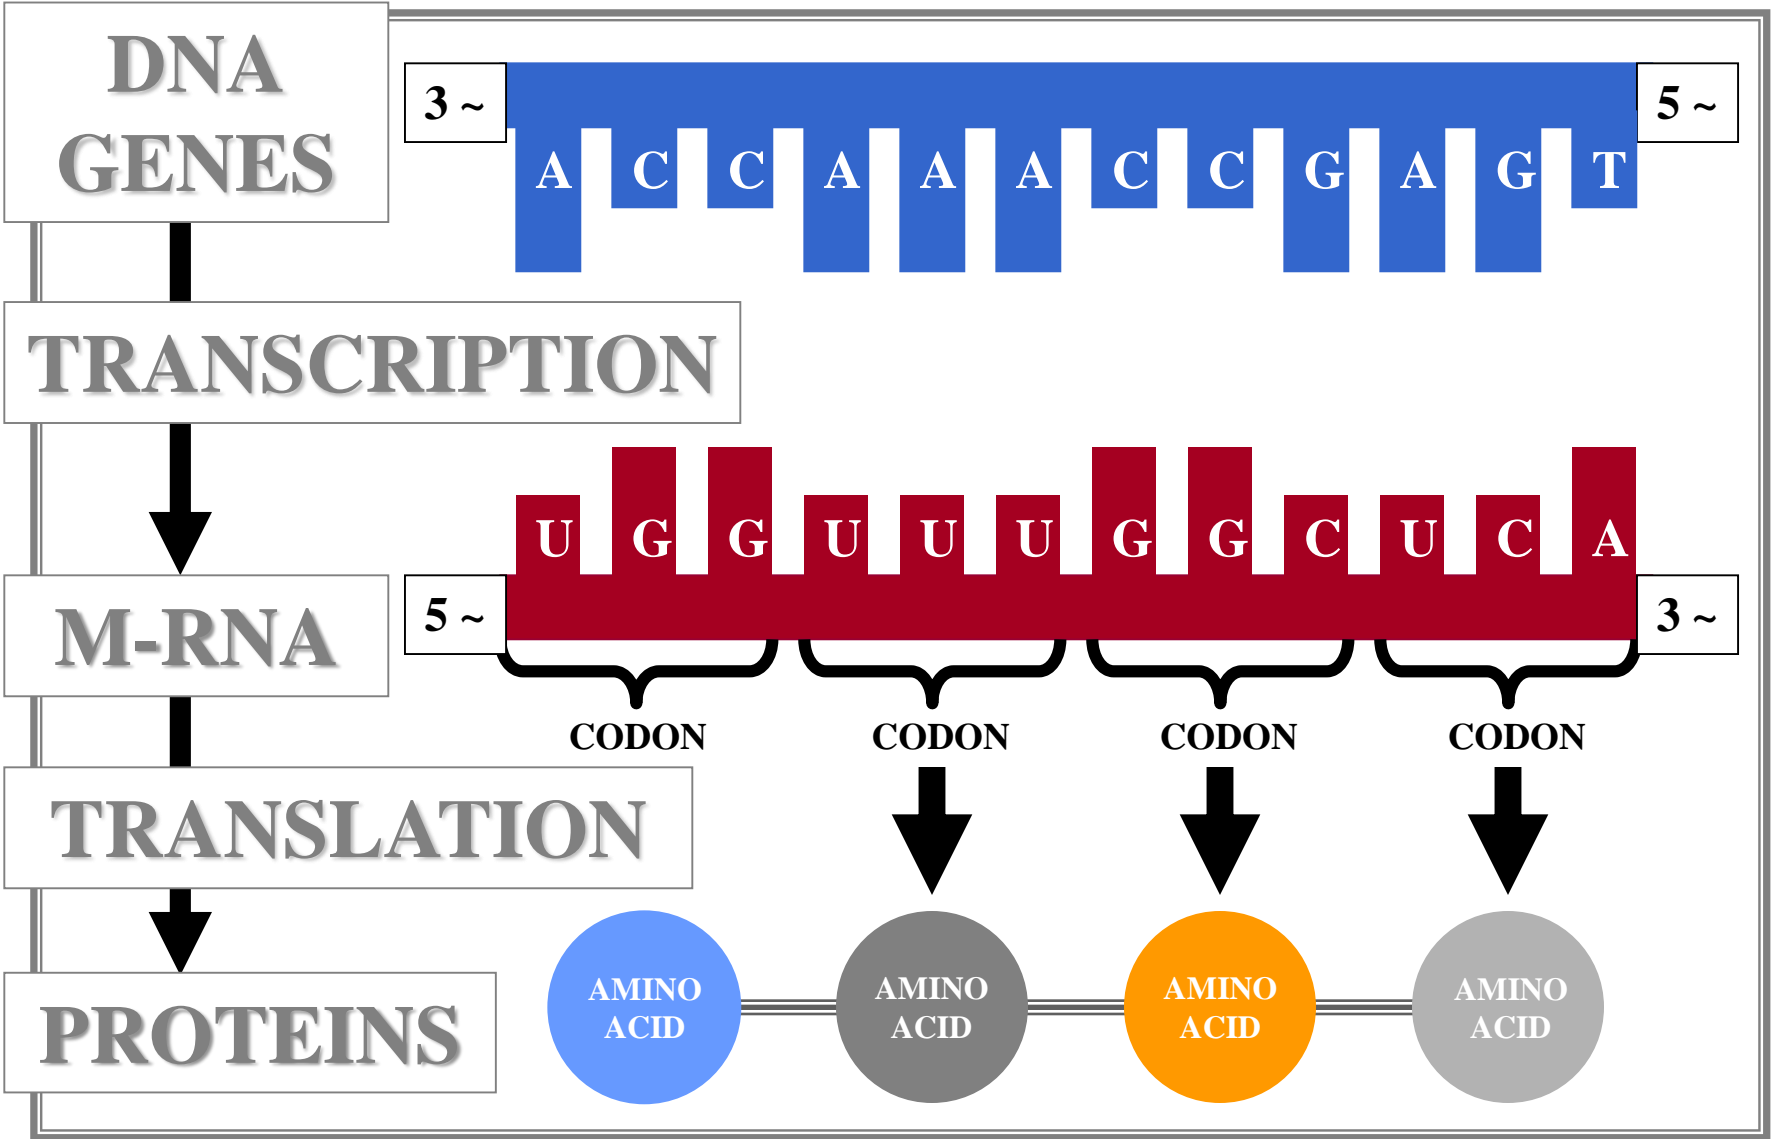 DNA
GENES
3 ~
5 ~
A C C A A A C C G A G T
TRANSCRIPTION
U G G U U U G G C U C A
M-RNA
5 ~
3 ~
CODON CODON CODON CODON
TRANSLATION
AMINO AMINO AMINO AMINO
ACID ACID ACID ACID
PROTEINS